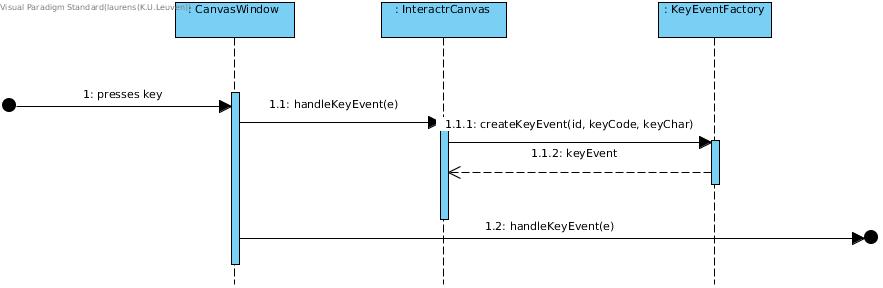 Visual Paradigm Standard(laurens(K.U.Leuven))
: CanvasWindow
: InteractrCanvas
: KeyEventFactory
1: presses key
1.1: handleKeyEvent(e)
1.1.1: createKeyEvent(id, keyCode, keyChar)
1.1.2: keyEvent
1.2: handleKeyEvent(e)